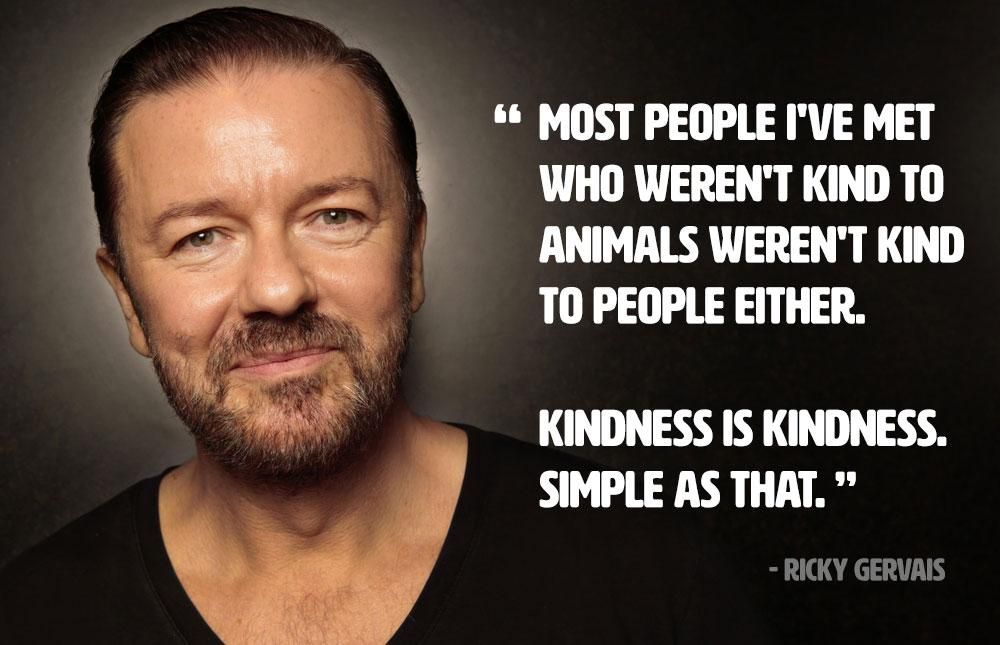 “ MOST PEOPLE I'VE MET
WHO WEREN'T KIND TO
ANIMALS WEREN'T KIND
TO PEOPLE EITHER.
KINDNESS IS KINDNESS.
SIMPLE AS THAT. ”
- RICKY GERVAIS